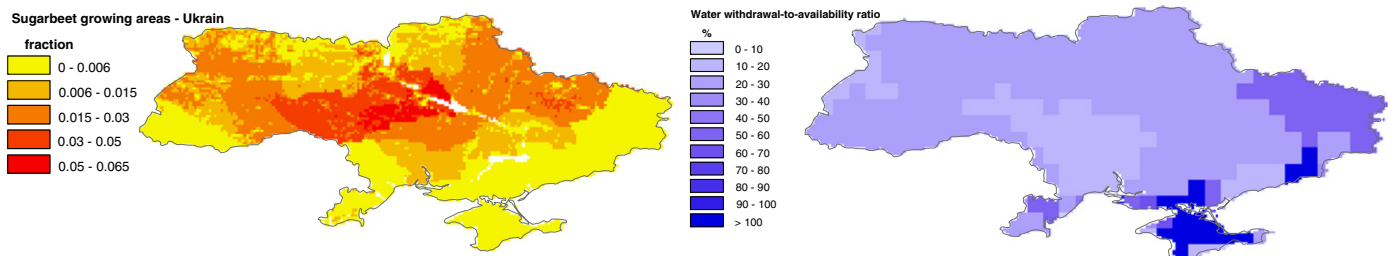 Sugarbeet growing areas - Ukrain
fraction
0 - 0.006
0.006 - 0.015
0.015 - 0.03
0.03 - 0.05
0.05 - 0.065
Water withdrawal-to-availability ratio
%
0 - 10
10 - 20
20 - 30
30 - 40
40 - 50
50 - 60
60 - 70
70 - 80
80 - 90
90 - 100
> 100